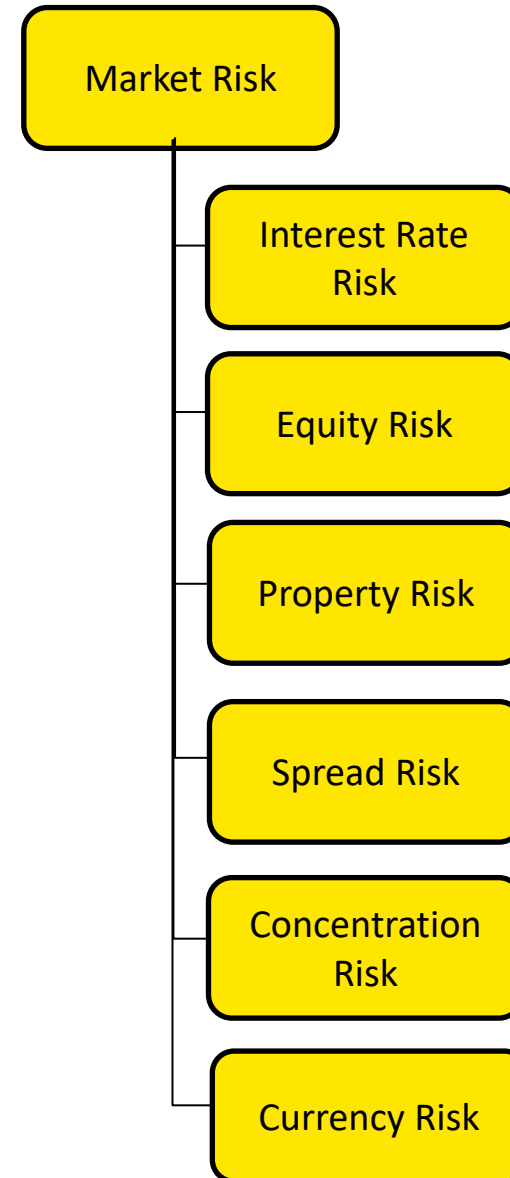 Market Risk
Interest Rate
Risk
Equity Risk
Property Risk
Spread Risk
Concentration
Risk
Currency Risk